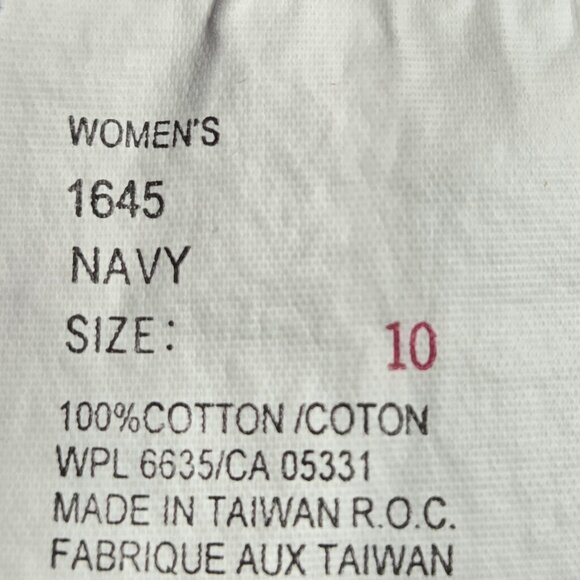 WOMEN'S
1645
NAVY
SIZE: 10
100%COTTON /COTON
WPL 6635/CA 05331
MADE IN TAIWAN R.O.C.
FABRIQUE AUX TAIWAN